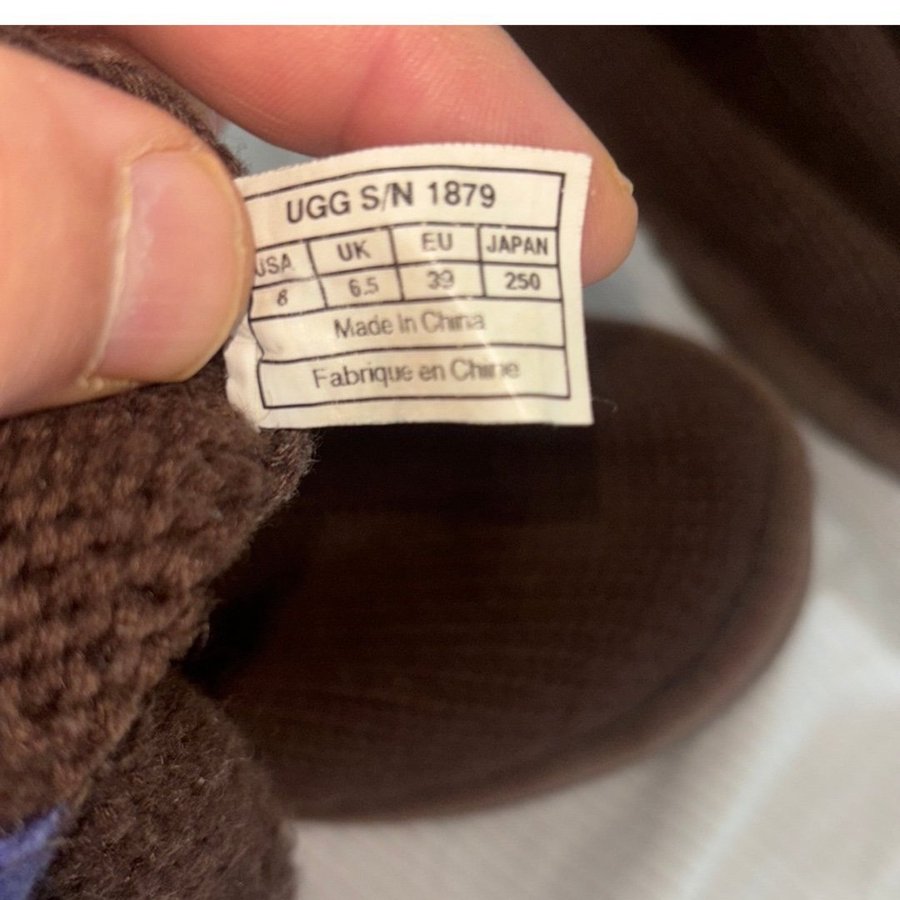 UGG S/N 1879
USA UK EU JAPAN
8 6.5 39 250
Made In China
Fabrique en Chine